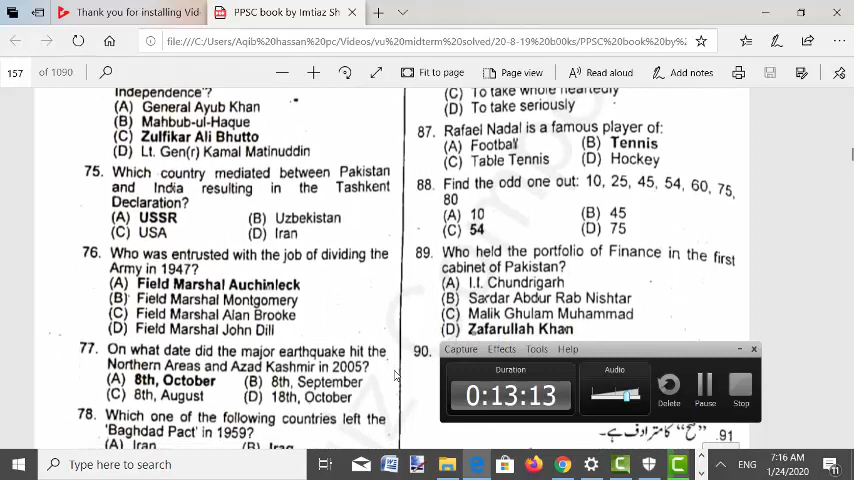 Thank you for installing Vid
PPSC book by Imtiaz Sh
file:///C:/Users/Aqib%20hassan%20pc/Videos/vu%20midterm%20solved/20-8-19%20b00ks/PPSC%20book%20by%
157 of 1090
Fit to page
Page view
Read aloud
Add notes
Independence'?
(A) General Ayub Khan
(B) Mahbub-ul-Haque
(C) Zulfikar Ali Bhutto
(D) Lt. Gen(r) Kamal Matinuddin
75. Which country mediated between Pakistan
and India resulting in the Tashkent
Declaration?
(A) USSR (B) Uzbekistan
(C) USA (D) Iran
76. Who was entrusted with the job of dividing the
Army in 1947?
(A) Field Marshal Auchinleck
(B) Field Marshal Montgomery
(C) Field Marshal Alan Brooke
(D) Field Marshal John Dill
77. On what date did the major earthquake hit the
Northern Areas and Azad Kashmir in 2005?
(A) 8th, October (B) 8th, September
(C) 8th, August (D) 18th, October
78. Which one of the following countries left the
'Baghdad Pact' in 1959?
(A) Iran (B) Iraq
(C) To take whole heartedly
(D) To take seriously
87. Rafael Nadal is a famous player of:
(A) Football (B) Tennis
(C) Table Tennis (D) Hockey
88. Find the odd one out: 10, 25, 45, 54, 60, 75,
80
(A) 10 (B) 45
(C) 54 (D) 75
89. Who held the portfolio of Finance in the first
cabinet of Pakistan?
(A) I.I. Chundrigarh
(B) Sardar Abdur Rab Nishtar
(C) Malik Ghulam Muhammad
(D) Zafarullah Khan
90.
Capture Effects Tools Help
Duration
0:13:13
Audio
Delete
Pause
Stop
91. کا مترادف ہے۔
Type here to search
ENG
7:16 AM
1/24/2020
11